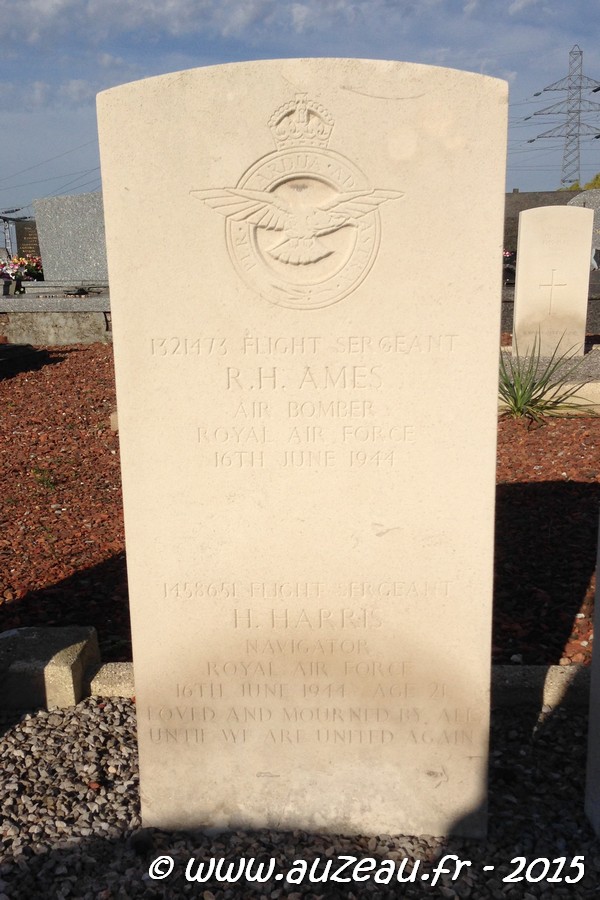 PER ARDUA AD ASTRA
1321473 FLIGHT SERGEANT
R.H. AMES
AIR BOMBER
ROYAL AIR FORCE
16TH JUNE 1944
1458651 FLIGHT SERGEANT
H. HARRIS
NAVIGATOR
ROYAL AIR FORCE
16TH JUNE 1944 AGE 21
LOVED AND MOURNED BY ALL
UNTIL WE ARE UNITED AGAIN
© www.auzeau.fr - 2015